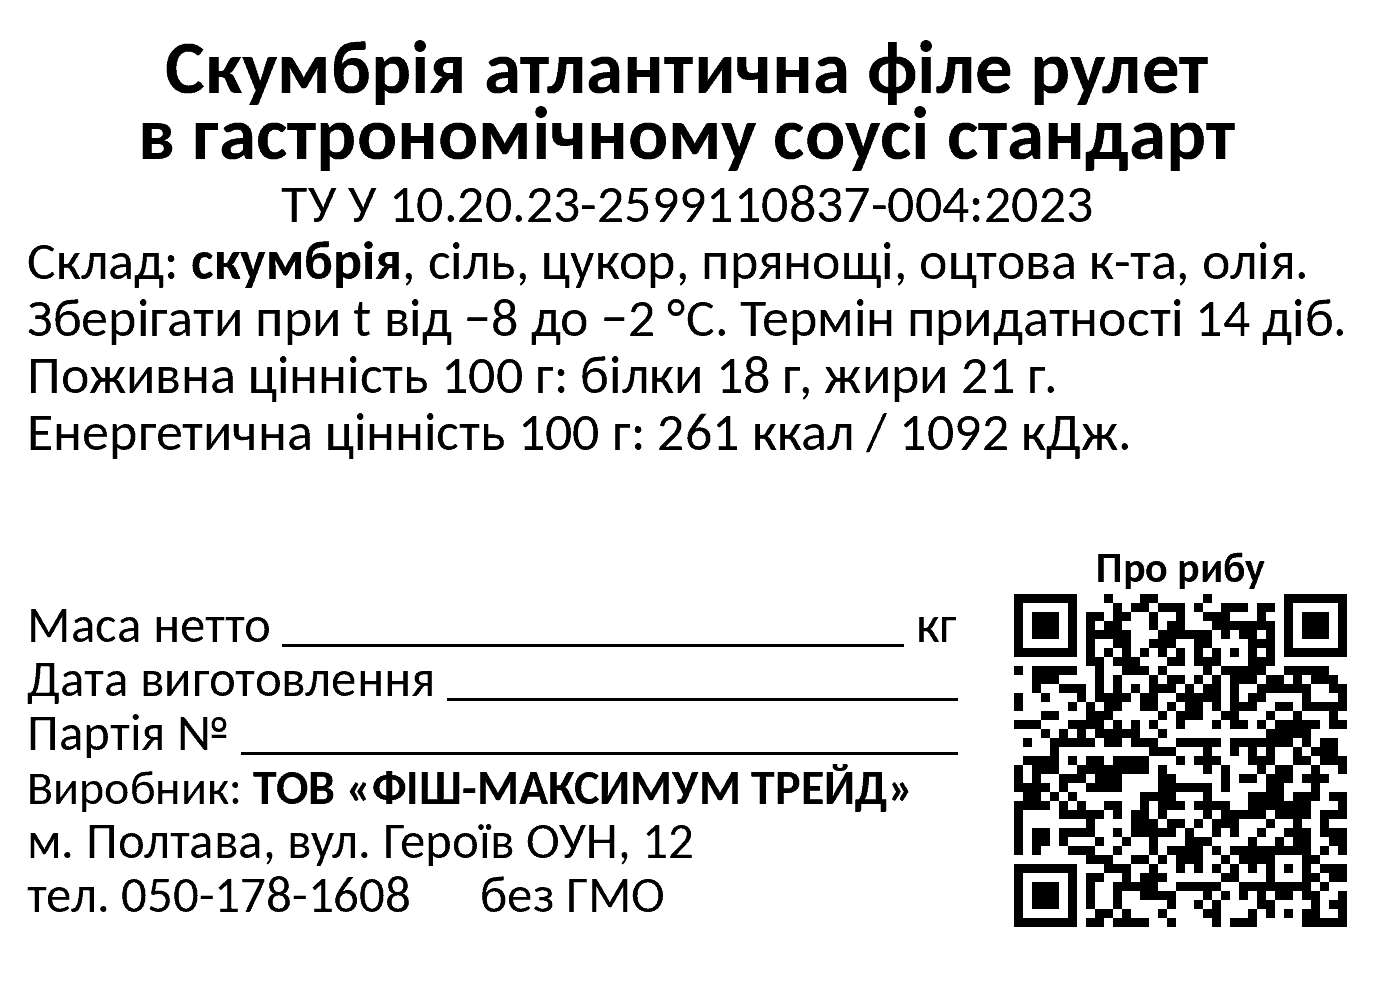 Скумбрія атлантична філе рулет
в гастрономічному соусі стандарт
ТУ У 10.20.23-2599110837-004:2023
Склад: скумбрія, сіль, цукор, прянощі, оцтова к-та, олія.
Зберігати при t від −8 до −2 °С. Термін придатності 14 діб.
Поживна цінність 100 г: білки 18 г, жири 21 г.
Енергетична цінність 100 г: 261 ккал / 1092 кДж.
Про рибу
Маса нетто ____________________ кг
Дата виготовлення ____________________
Партія № ____________________
Виробник: ТОВ «ФІШ-МАКСИМУМ ТРЕЙД»
м. Полтава, вул. Героїв ОУН, 12
тел. 050-178-1608 без ГМО